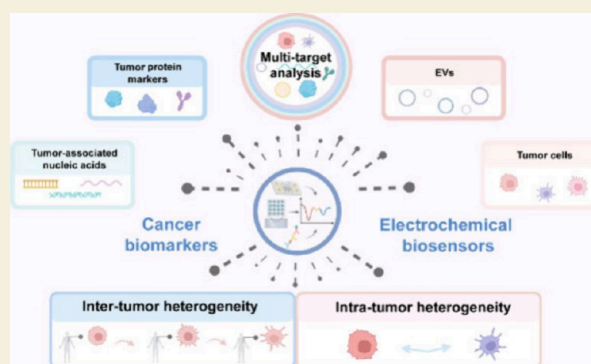 Multi-target
analysis
Tumor protein
markers
EVs
Tumor-associated
nucleic acids
Tumor cells
Cancer
biomarkers
Electrochemical
biosensors
Inter-tumor heterogeneity
Intra-tumor heterogeneity